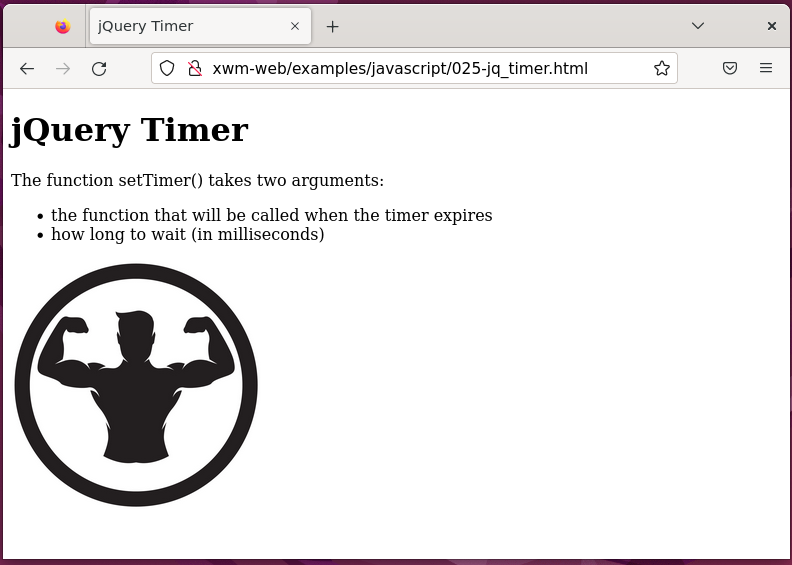 jQuery Timer
xwm-web/examples/javascript/025-jq_timer.html
jQuery Timer
The function setTimer() takes two arguments:
the function that will be called when the timer expires
how long to wait (in milliseconds)